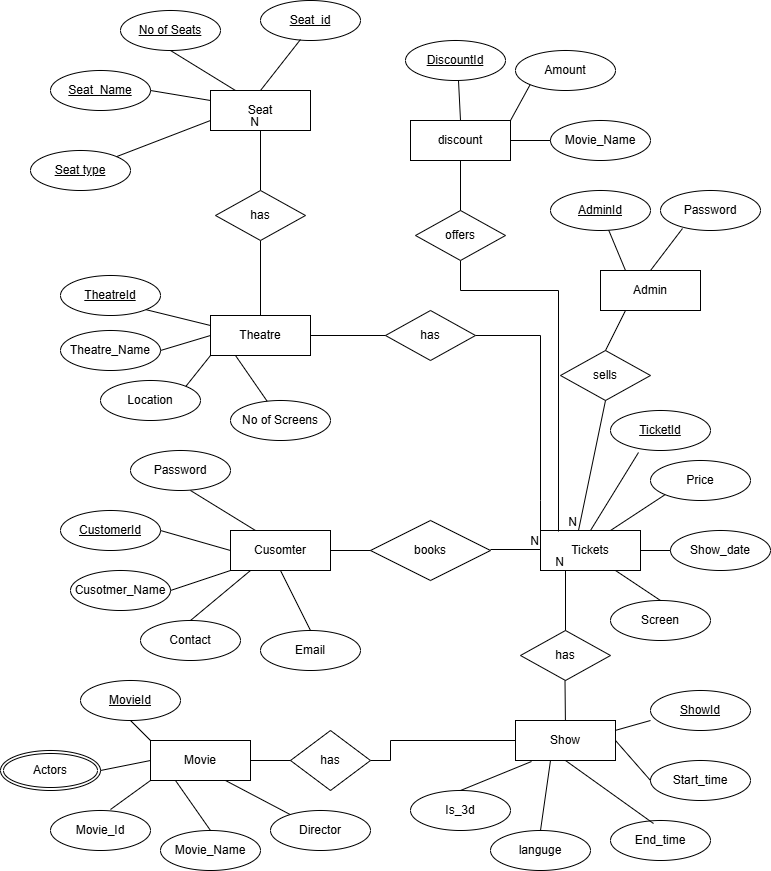 No of Seats
Seat_id
Seat_Name
Seat
N
Seat type
has
DiscountId
Amount
discount
Movie_Name
offers
AdminId
Password
Admin
sells
TheatreId
Theatre_Name
Theatre
Location
No of Screens
has
TicketId
Price
N
N
Tickets
N
Show_date
Screen
Password
CustomerId
Cusomter
Cusotmer_Name
Contact
Email
books
has
MovieId
Actors
Movie
Movie_Id
Movie_Name
Director
has
Show
ShowId
Start_time
Is_3d
languge
End_time